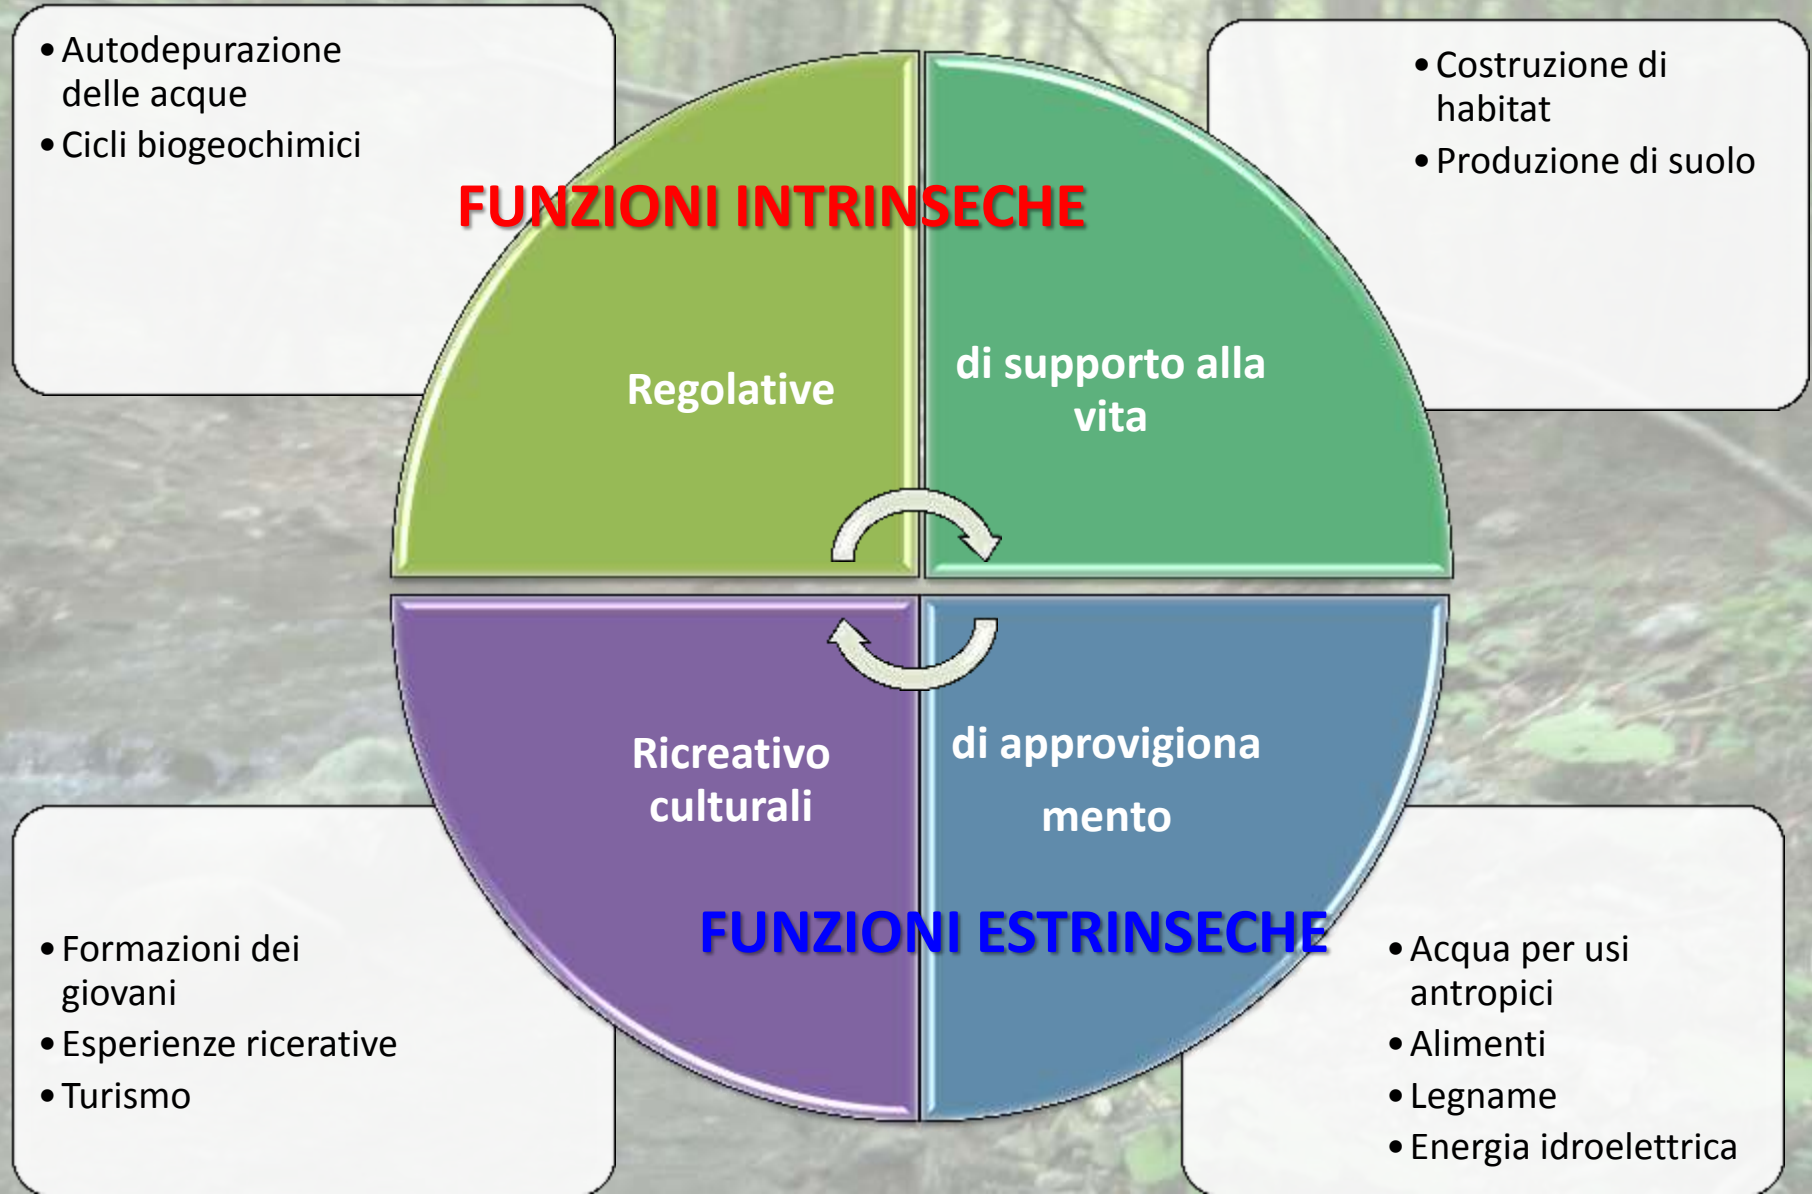 • Autodepurazione
delle acque
• Cicli biogeochimici
• Costruzione di
habitat
• Produzione di suolo
FUNZIONI INTRINSECHE
Regolative
di supporto alla
vita
Ricreativo
culturali
di approvigiona
mento
FUNZIONI ESTRINSECHE
• Formazioni dei
giovani
• Esperienze ricerative
• Turismo
• Acqua per usi
antropici
• Alimenti
• Legname
• Energia idroelettrica